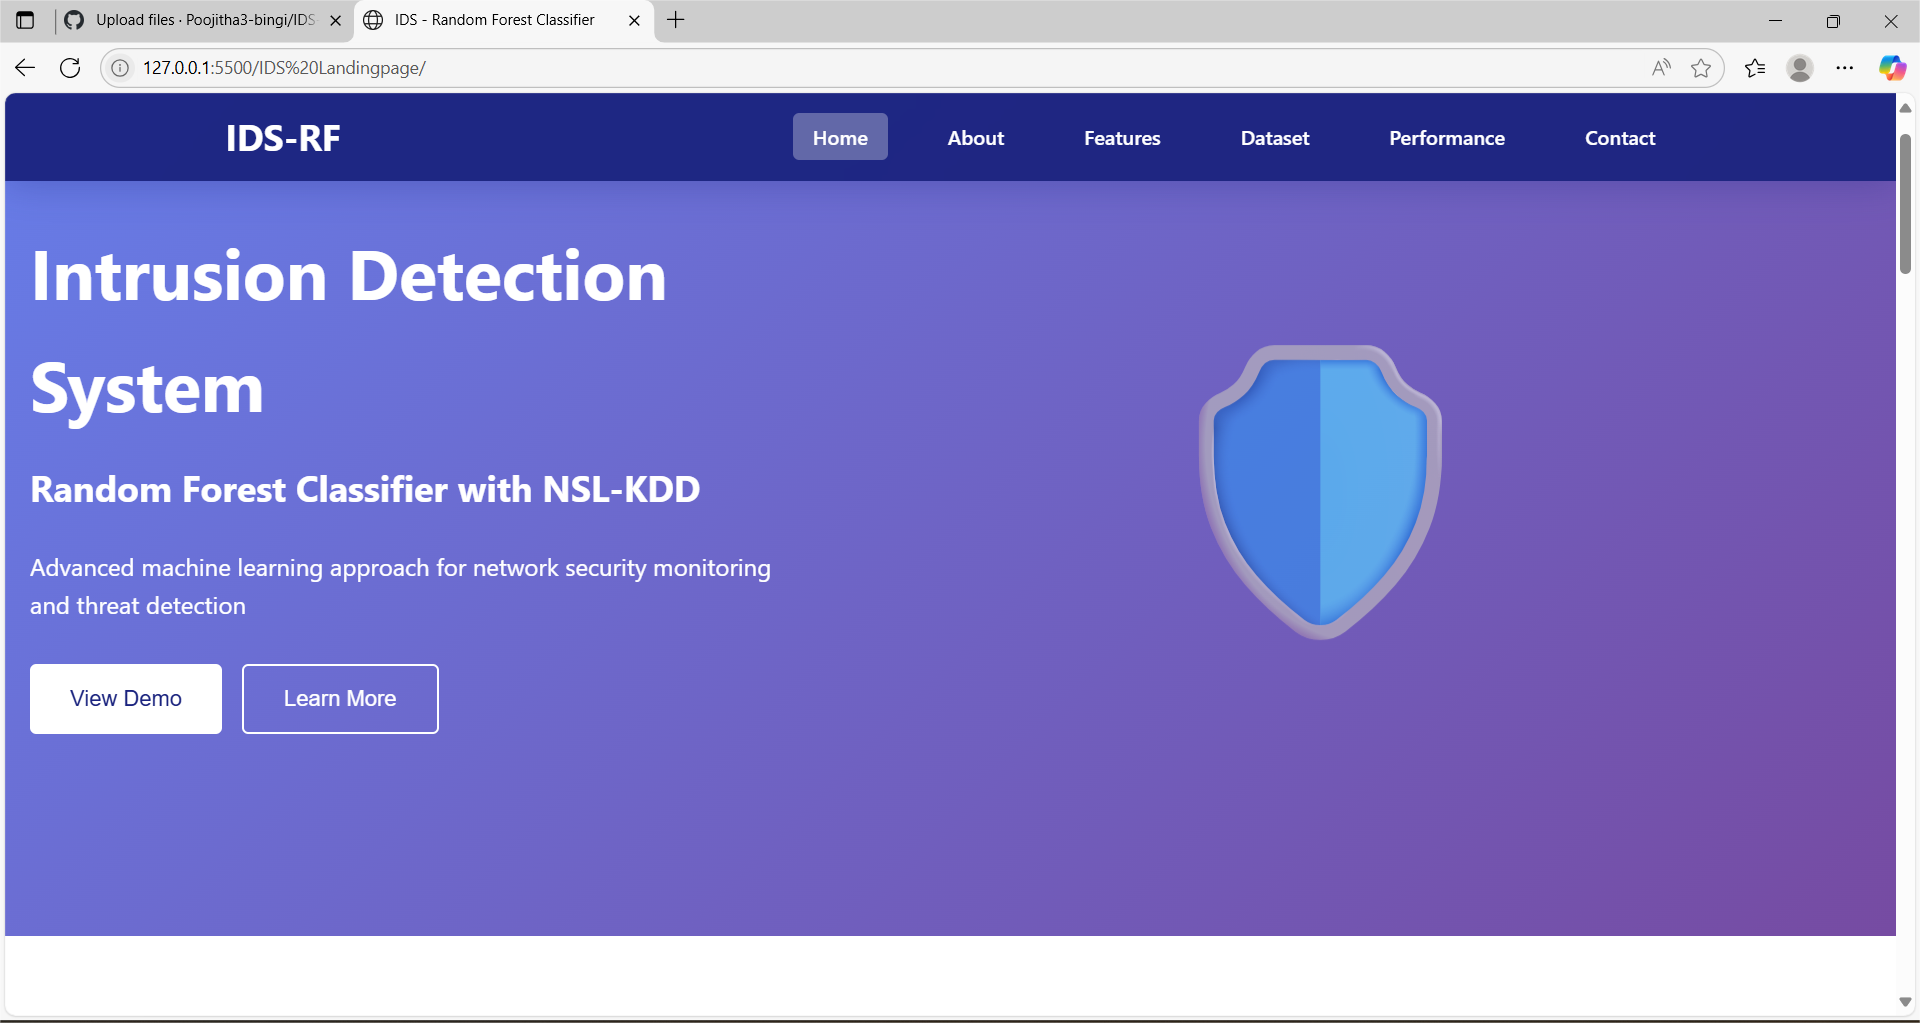 Upload files · Poojitha3-bingi/IDS
IDS - Random Forest Classifier
127.0.0.1:5500/IDS%20Landingpage/
IDS-RF
Home
About
Features
Dataset
Performance
Contact
Intrusion Detection
System
Random Forest Classifier with NSL-KDD
Advanced machine learning approach for network security monitoring
and threat detection
View Demo
Learn More